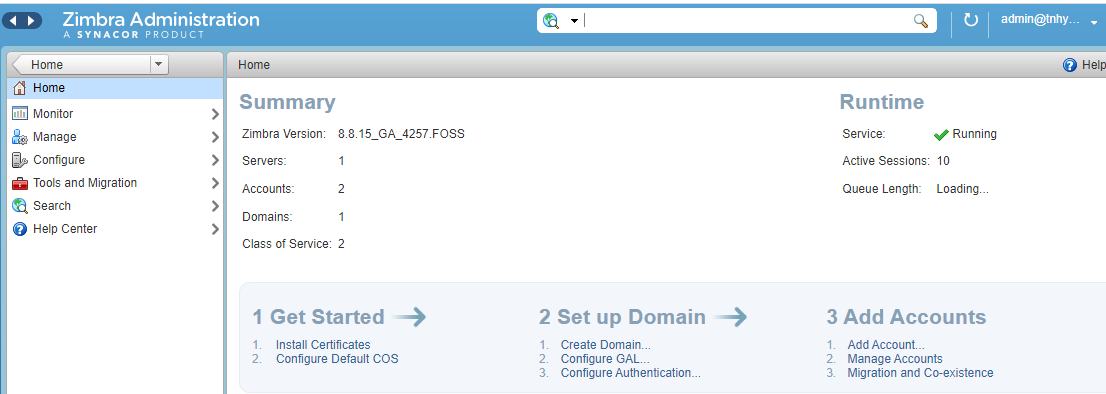 Zimbra Administration
A SYNACOR PRODUCT
admin@tnhy...
Home
Home
Monitor
Manage
Configure
Tools and Migration
Search
Help Center
Home
Help
Summary
Zimbra Version: 8.8.15_GA_4257.FOSS
Servers: 1
Accounts: 2
Domains: 1
Class of Service: 2
Runtime
Service: Running
Active Sessions: 10
Queue Length: Loading...
1 Get Started
1. Install Certificates
2. Configure Default COS
2 Set up Domain
1. Create Domain...
2. Configure GAL...
3. Configure Authentication...
3 Add Accounts
1. Add Account...
2. Manage Accounts
3. Migration and Co-existence